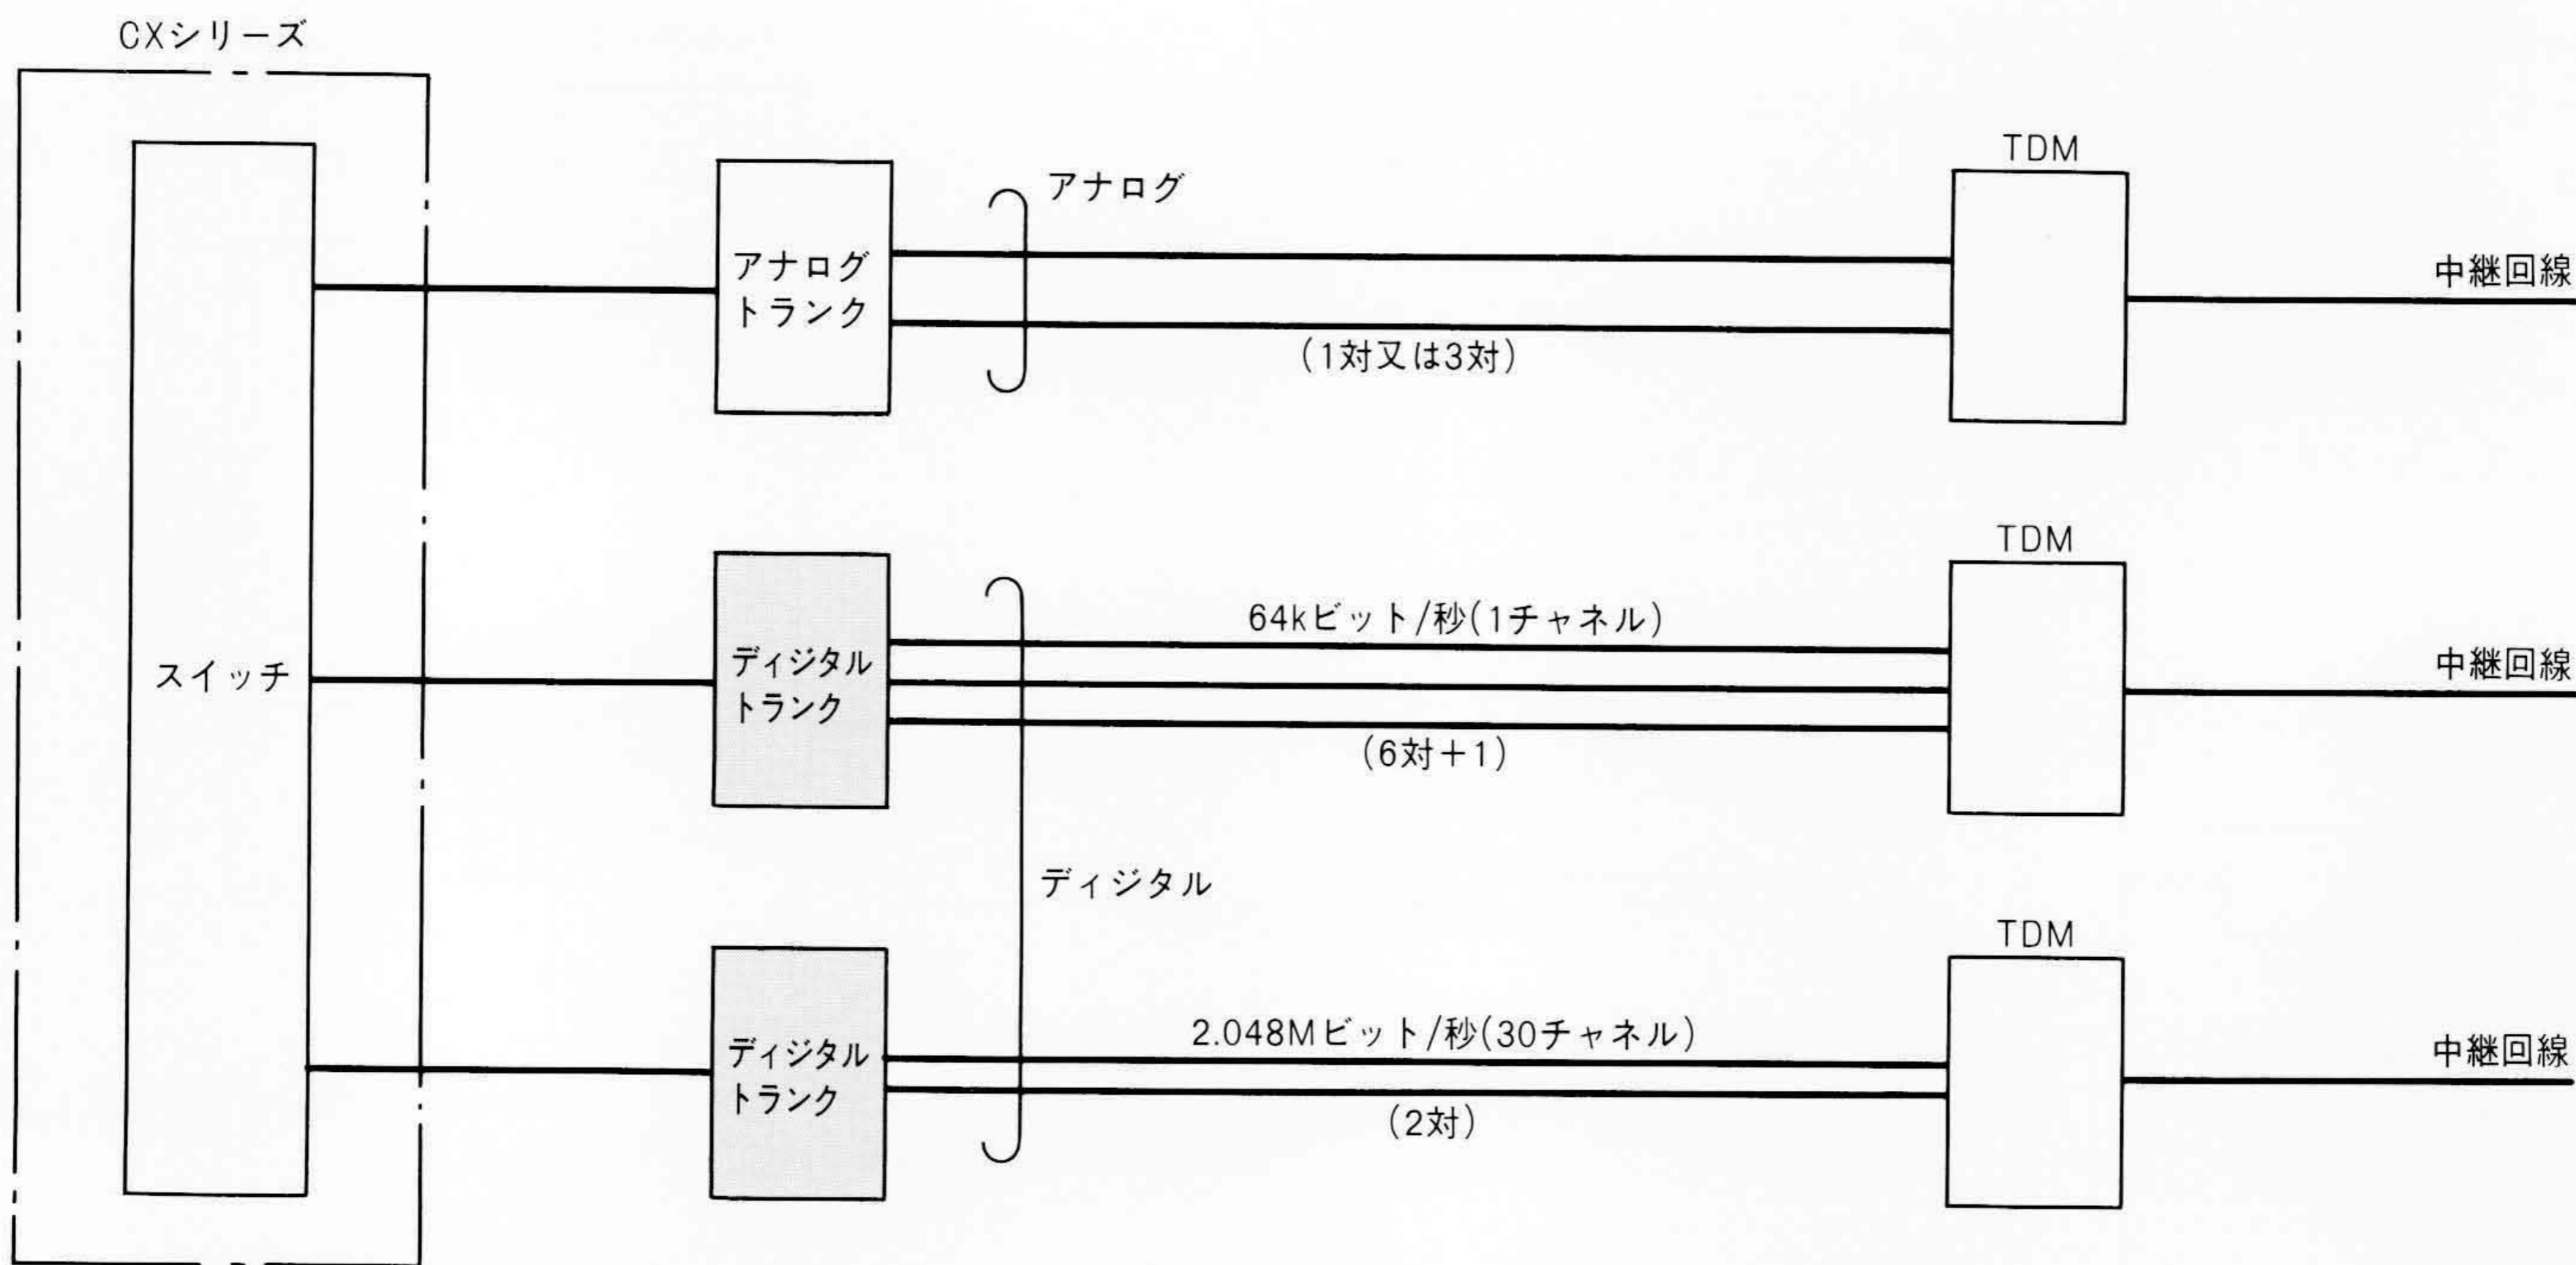 CXシリーズ
TDM
アナログ
アナログ
トランク
中継回線
(1対又は3対)
TDM
64kビット/秒(1チャネル)
スイッチ
ディジタル
トランク
中継回線
(6対+1)
ディジタル
TDM
2.048Mビット/秒(30チャネル)
ディジタル
トランク
中継回線
(2対)